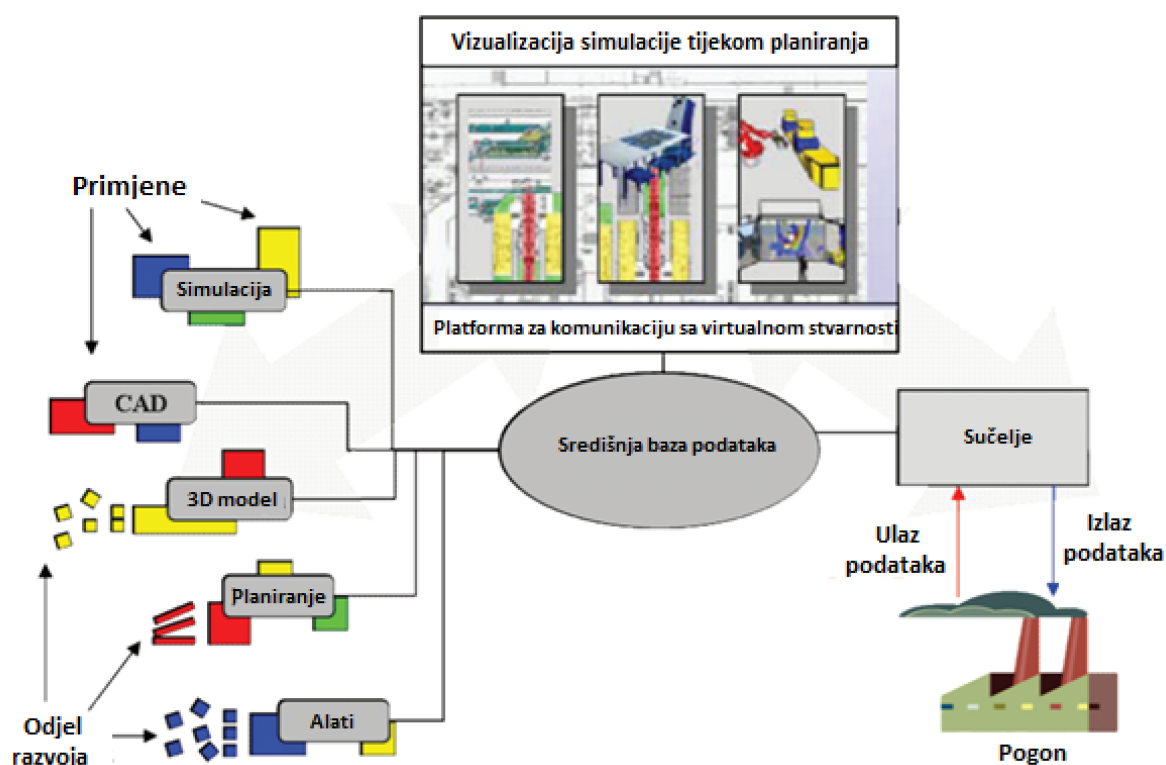 Vizualizacija simulacije tijekom planiranja
Platforma za komunikaciju sa virtualnom stvarnosti
Primjene
Simulacija
CAD
3D model
Planiranje
Alati
Odjel
razvoja
Središnja baza podataka
Sučelje
Ulaz
podataka
Izlaz
podataka
Pogon